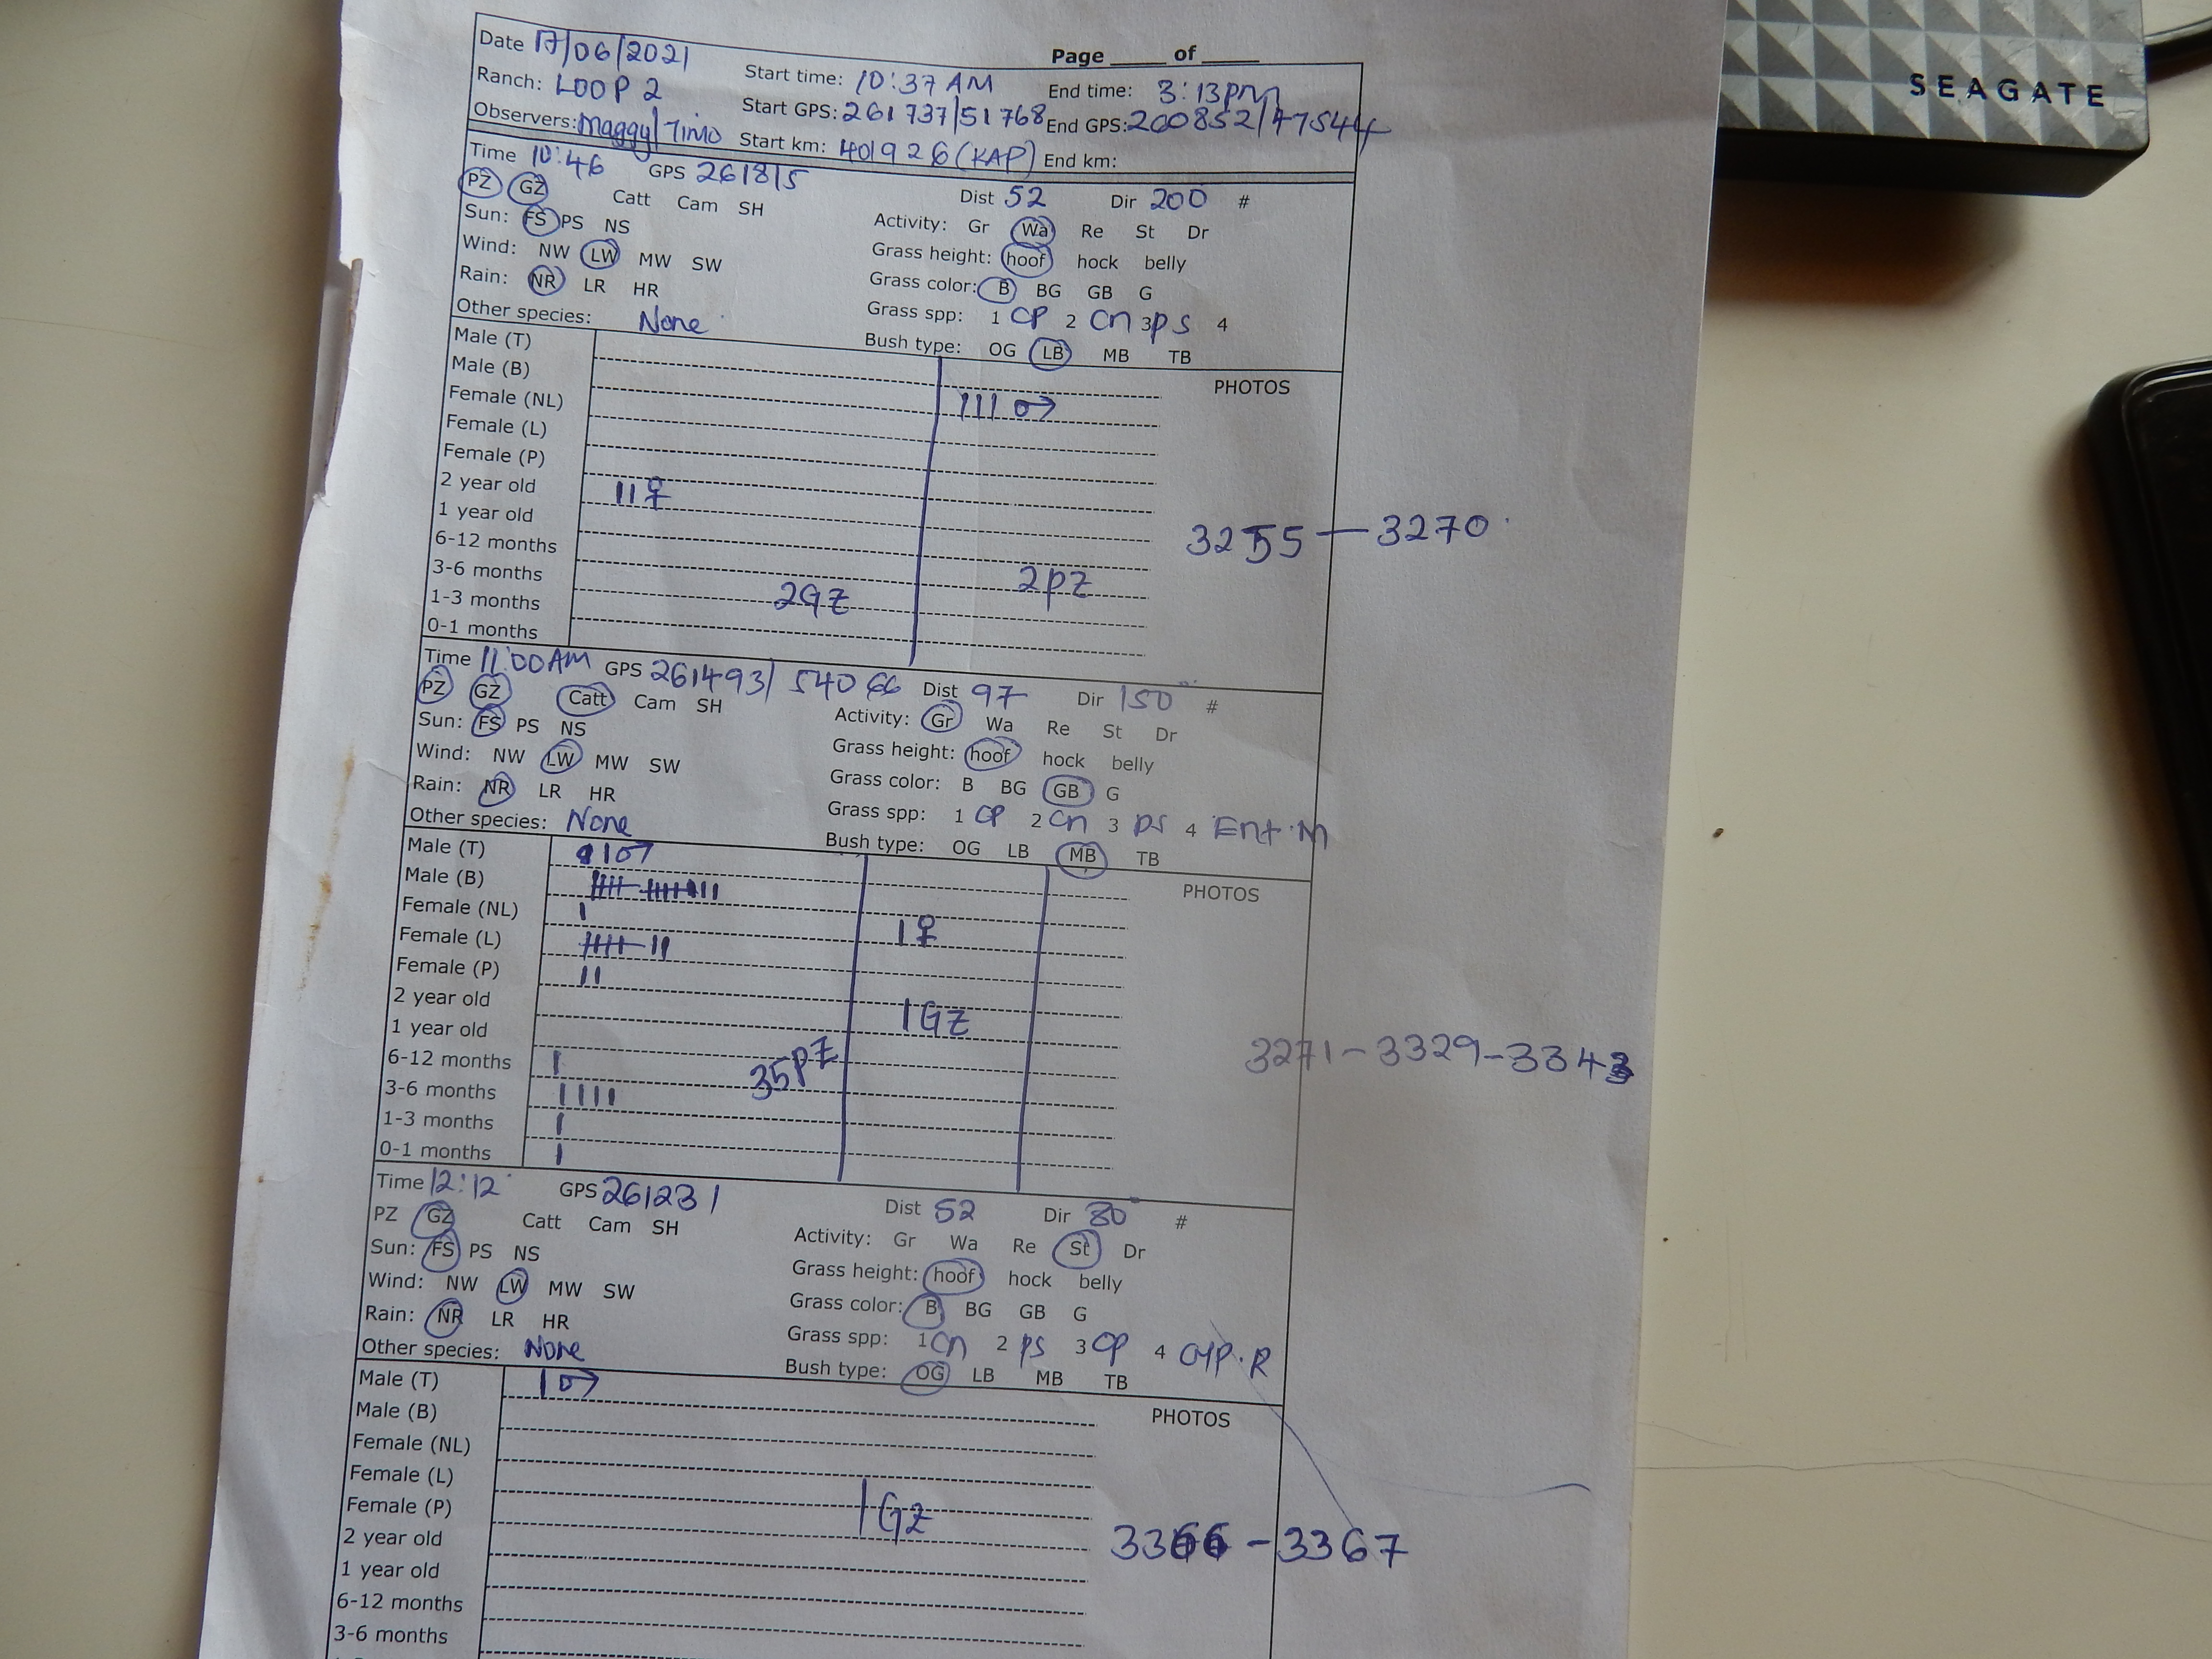 SEAGATE
Page ____ of ____
Date 17/06/2021 Start time: 10:37 AM End time: 3:13pm
Ranch: LOOP 2 Start GPS: 261737/51768 End GPS: 260852/47544
Observers: Maggy/Timo Start km: 401926 (KAP) End km:
Time 10:46 GPS 261815 Dist 52 Dir 200 #
PZ GZ Catt Cam SH Activity: Gr Wa Re St Dr
Sun: FS PS NS Grass height: hoof hock belly
Wind: NW LW MW SW Grass color: B BG GB G
Rain: NR LR HR Grass spp: 1 CP 2 Cn 3 PS 4
Other species: None Bush type: OG LB MB TB
Male (T) PHOTOS
Male (B) III ♂
Female (NL)
Female (L)
Female (P)
2 year old II ♀
1 year old 3255 — 3270
6-12 months
3-6 months 2PZ
1-3 months 2GZ
0-1 months
Time 11:00AM GPS 261493/ 54066 Dist 97 Dir 150 #
PZ GZ Catt Cam SH Activity: Gr Wa Re St Dr
Sun: FS PS NS Grass height: hoof hock belly
Wind: NW LW MW SW Grass color: B BG GB G
Rain: NR LR HR Grass spp: 1 CP 2 Cn 3 PS 4 Ent.M
Other species: None Bush type: OG LB MB TB
Male (T) I ♂ PHOTOS
Male (B)
Female (NL) I I ♀
Female (L) IIII II
Female (P) II
2 year old 1GZ
1 year old
6-12 months I 35PZ 3271 - 3329 - 3343
3-6 months IIII
1-3 months I
0-1 months I
Time 12:12 GPS 261231 Dist 52 Dir 80 #
PZ GZ Catt Cam SH Activity: Gr Wa Re St Dr
Sun: FS PS NS Grass height: hoof hock belly
Wind: NW LW MW SW Grass color: B BG GB G
Rain: NR LR HR Grass spp: 1 Cn 2 PS 3 CP 4 CYP.R
Other species: None Bush type: OG LB MB TB
Male (T) I ♂ PHOTOS
Male (B)
Female (NL)
Female (L)
Female (P) 1GZ
2 year old 3366 - 3367
1 year old
6-12 months
3-6 months